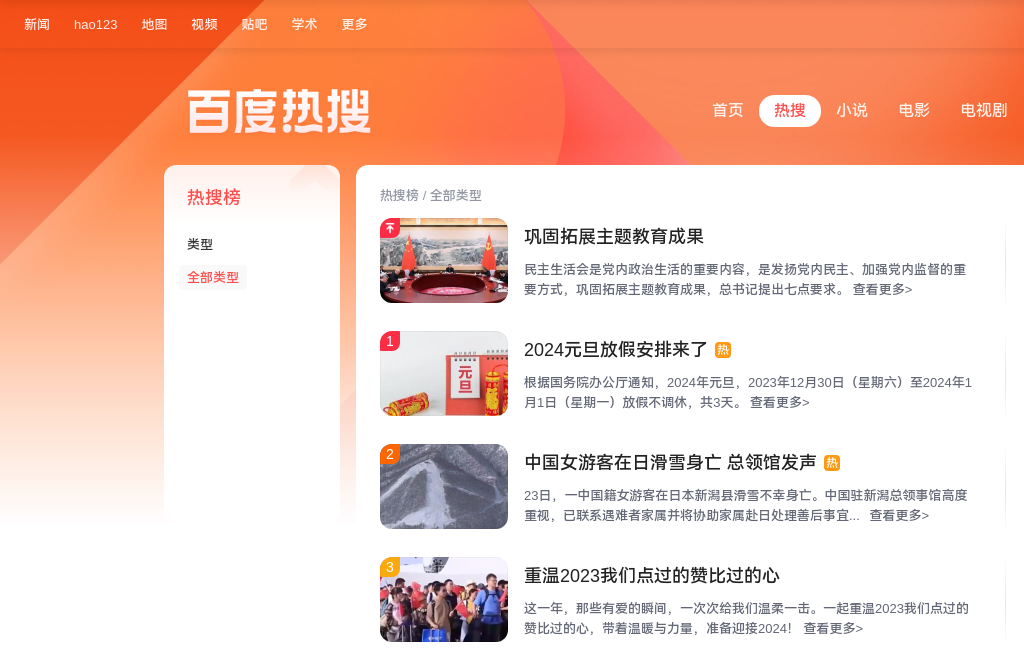 新闻 hao123 地图 视频 贴吧 学术 更多
百度热搜
首页 热搜 小说 电影 电视剧
热搜榜
类型
全部类型
热搜榜 / 全部类型
巩固拓展主题教育成果
民主生活会是党内政治生活的重要内容，是发扬党内民主、加强党内监督的重
要方式，巩固拓展主题教育成果，总书记提出七点要求。 查看更多>
1
元旦
2024元旦放假安排来了 热
根据国务院办公厅通知，2024年元旦，2023年12月30日（星期六）至2024年1
月1日（星期一）放假不调休，共3天。 查看更多>
2
中国女游客在日滑雪身亡 总领馆发声 热
23日，一中国籍女游客在日本新潟县滑雪不幸身亡。中国驻新潟总领事馆高度
重视，已联系遇难者家属并将协助家属赴日处理善后事宜... 查看更多>
3
重温2023我们点过的赞比过的心
这一年，那些有爱的瞬间，一次次给我们温柔一击。一起重温2023我们点过的
赞比过的心，带着温暖与力量，准备迎接2024！ 查看更多>